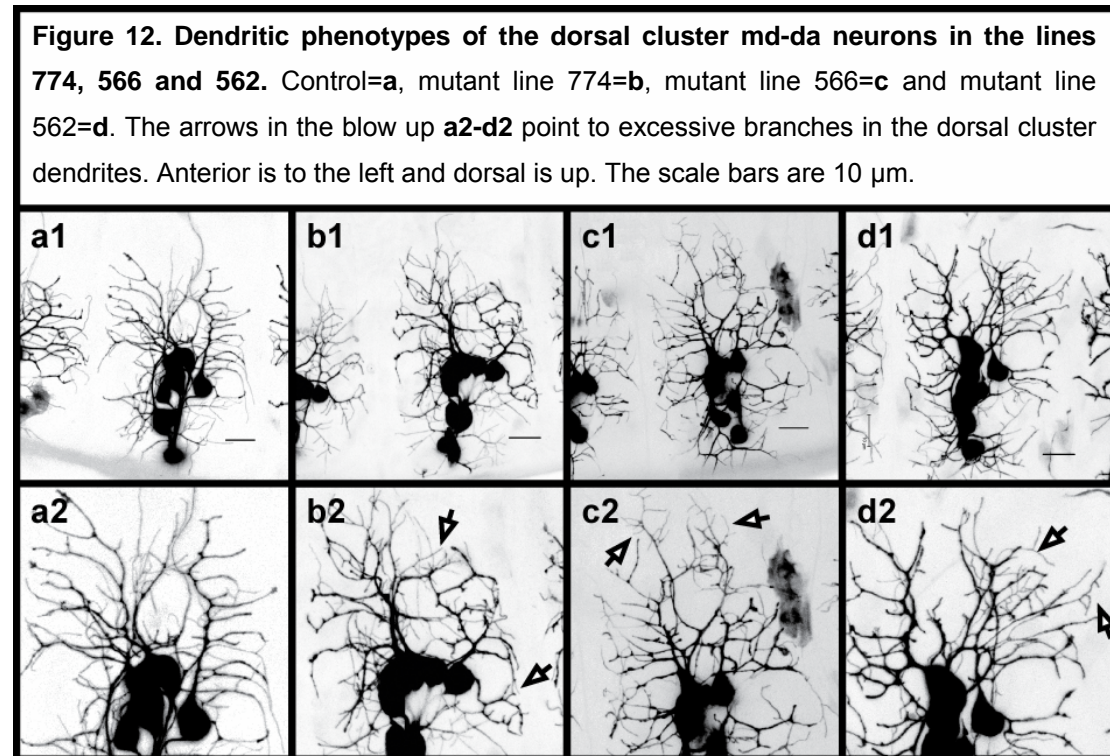 Figure 12. Dendritic phenotypes of the dorsal cluster md-da neurons in the lines
774, 566 and 562. Control=a, mutant line 774=b, mutant line 566=c and mutant line
562=d. The arrows in the blow up a2-d2 point to excessive branches in the dorsal cluster
dendrites. Anterior is to the left and dorsal is up. The scale bars are 10 µm.
a1 b1 c1 d1
a2 b2 c2 d2